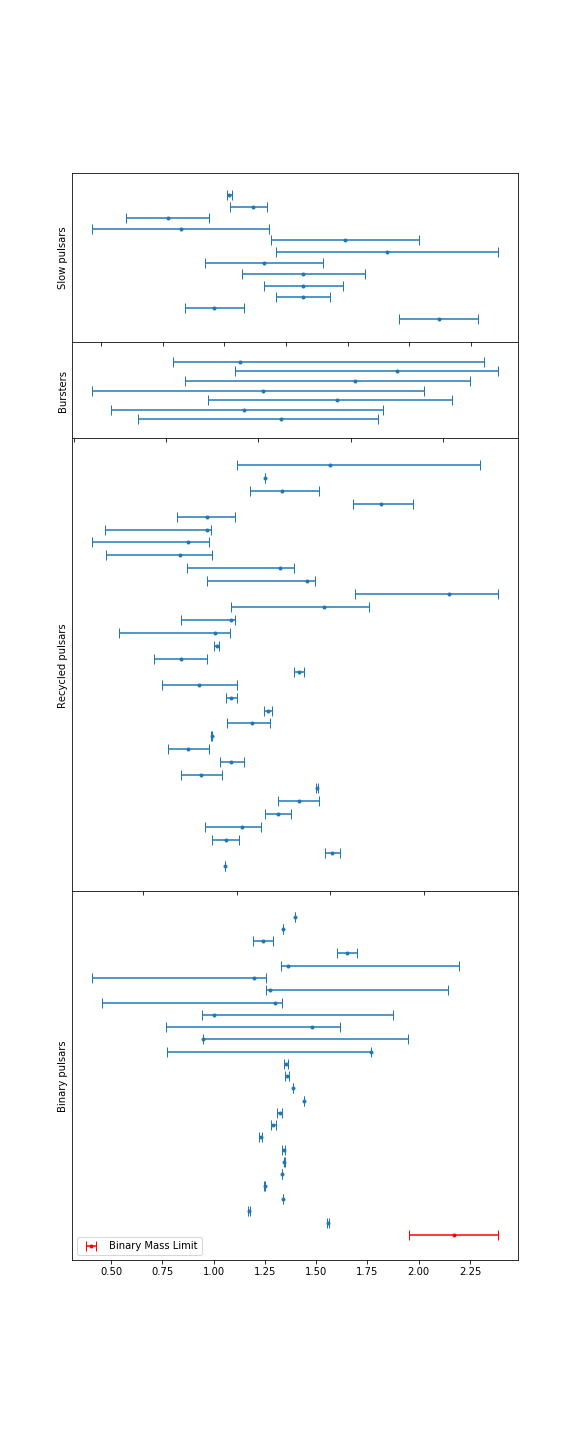 Slow pulsars
Bursters
Recycled pulsars
Binary pulsars
Binary Mass Limit
0.50 0.75 1.00 1.25 1.50 1.75 2.00 2.25